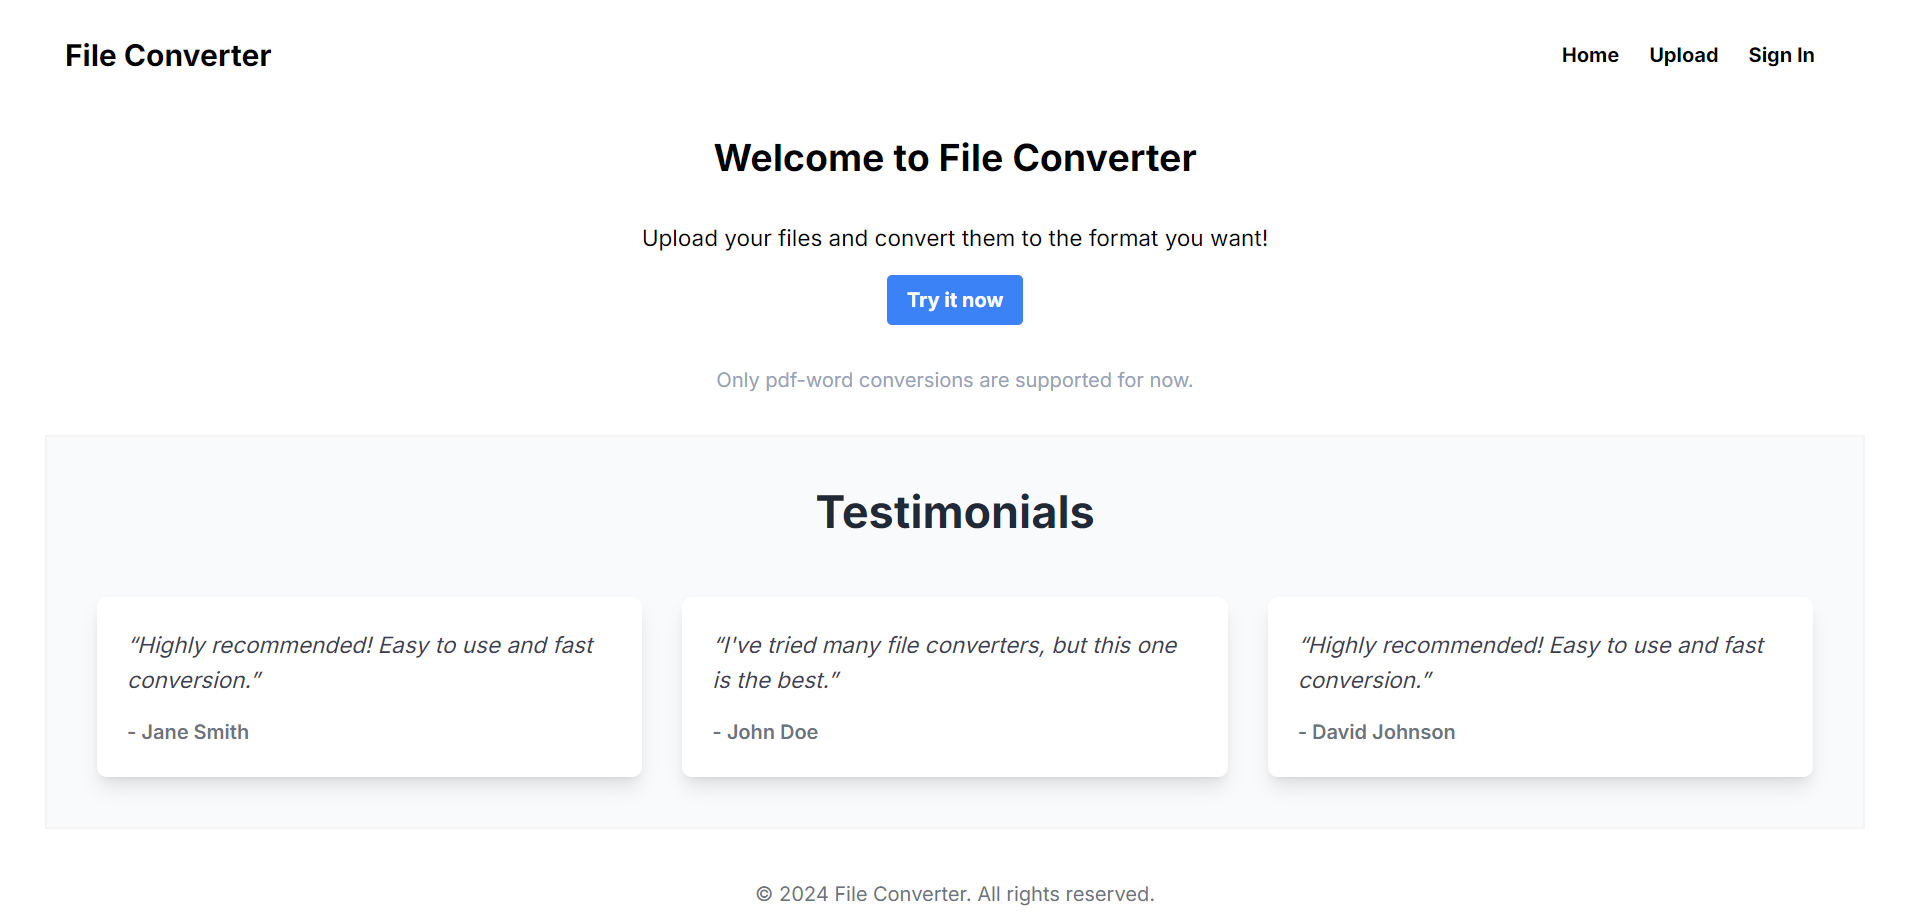 File Converter
Home Upload Sign In
Welcome to File Converter
Upload your files and convert them to the format you want!
Try it now
Only pdf-word conversions are supported for now.
Testimonials
“Highly recommended! Easy to use and fast
conversion.”
- Jane Smith
“I've tried many file converters, but this one
is the best.”
- John Doe
“Highly recommended! Easy to use and fast
conversion.”
- David Johnson
© 2024 File Converter. All rights reserved.